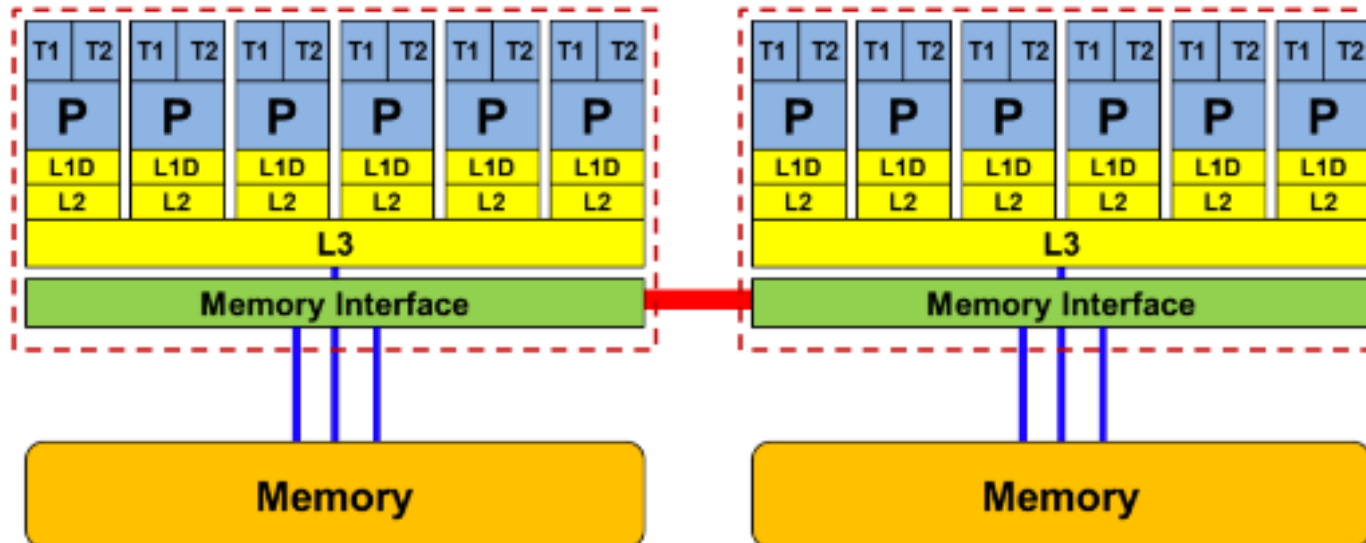 T1 T2 T1 T2 T1 T2 T1 T2 T1 T2 T1 T2 T1 T2 T1 T2 T1 T2 T1 T2 T1 T2 T1 T2
P P P P P P P P P P P P
L1D L1D L1D L1D L1D L1D L1D L1D L1D L1D L1D L1D
L2 L2 L2 L2 L2 L2 L2 L2 L2 L2 L2 L2
L3 L3
Memory Interface Memory Interface
Memory Memory